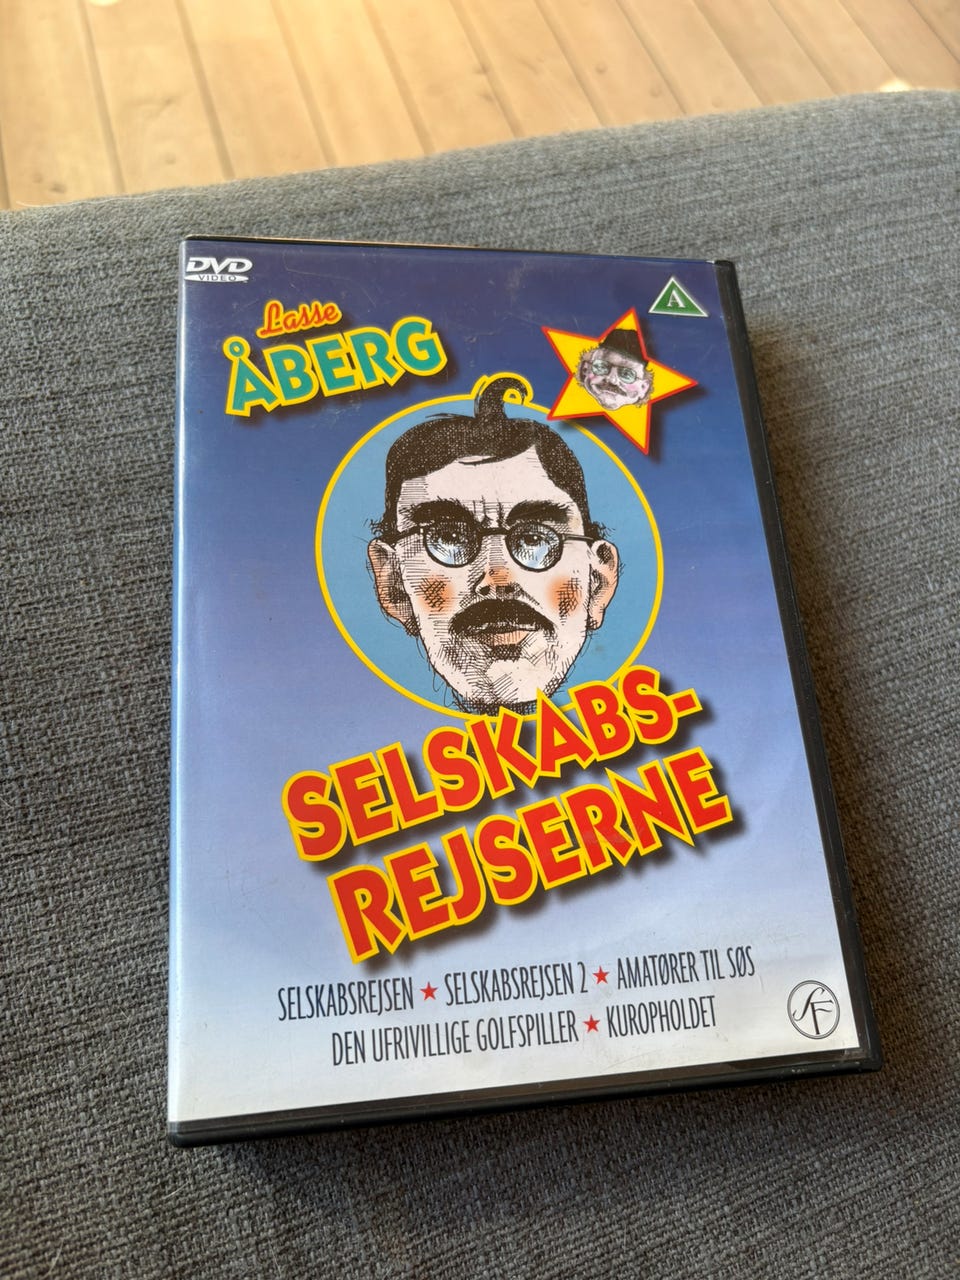 DVD
VIDEO
A
Lasse
ÅBERG
SELSKABS-
REJSERNE
SELSKABSREJSEN ★ SELSKABSREJSEN 2 ★ AMATØRER TIL SØS
DEN UFRIVILLIGE GOLFSPILLER ★ KUROPHOLDET
SF